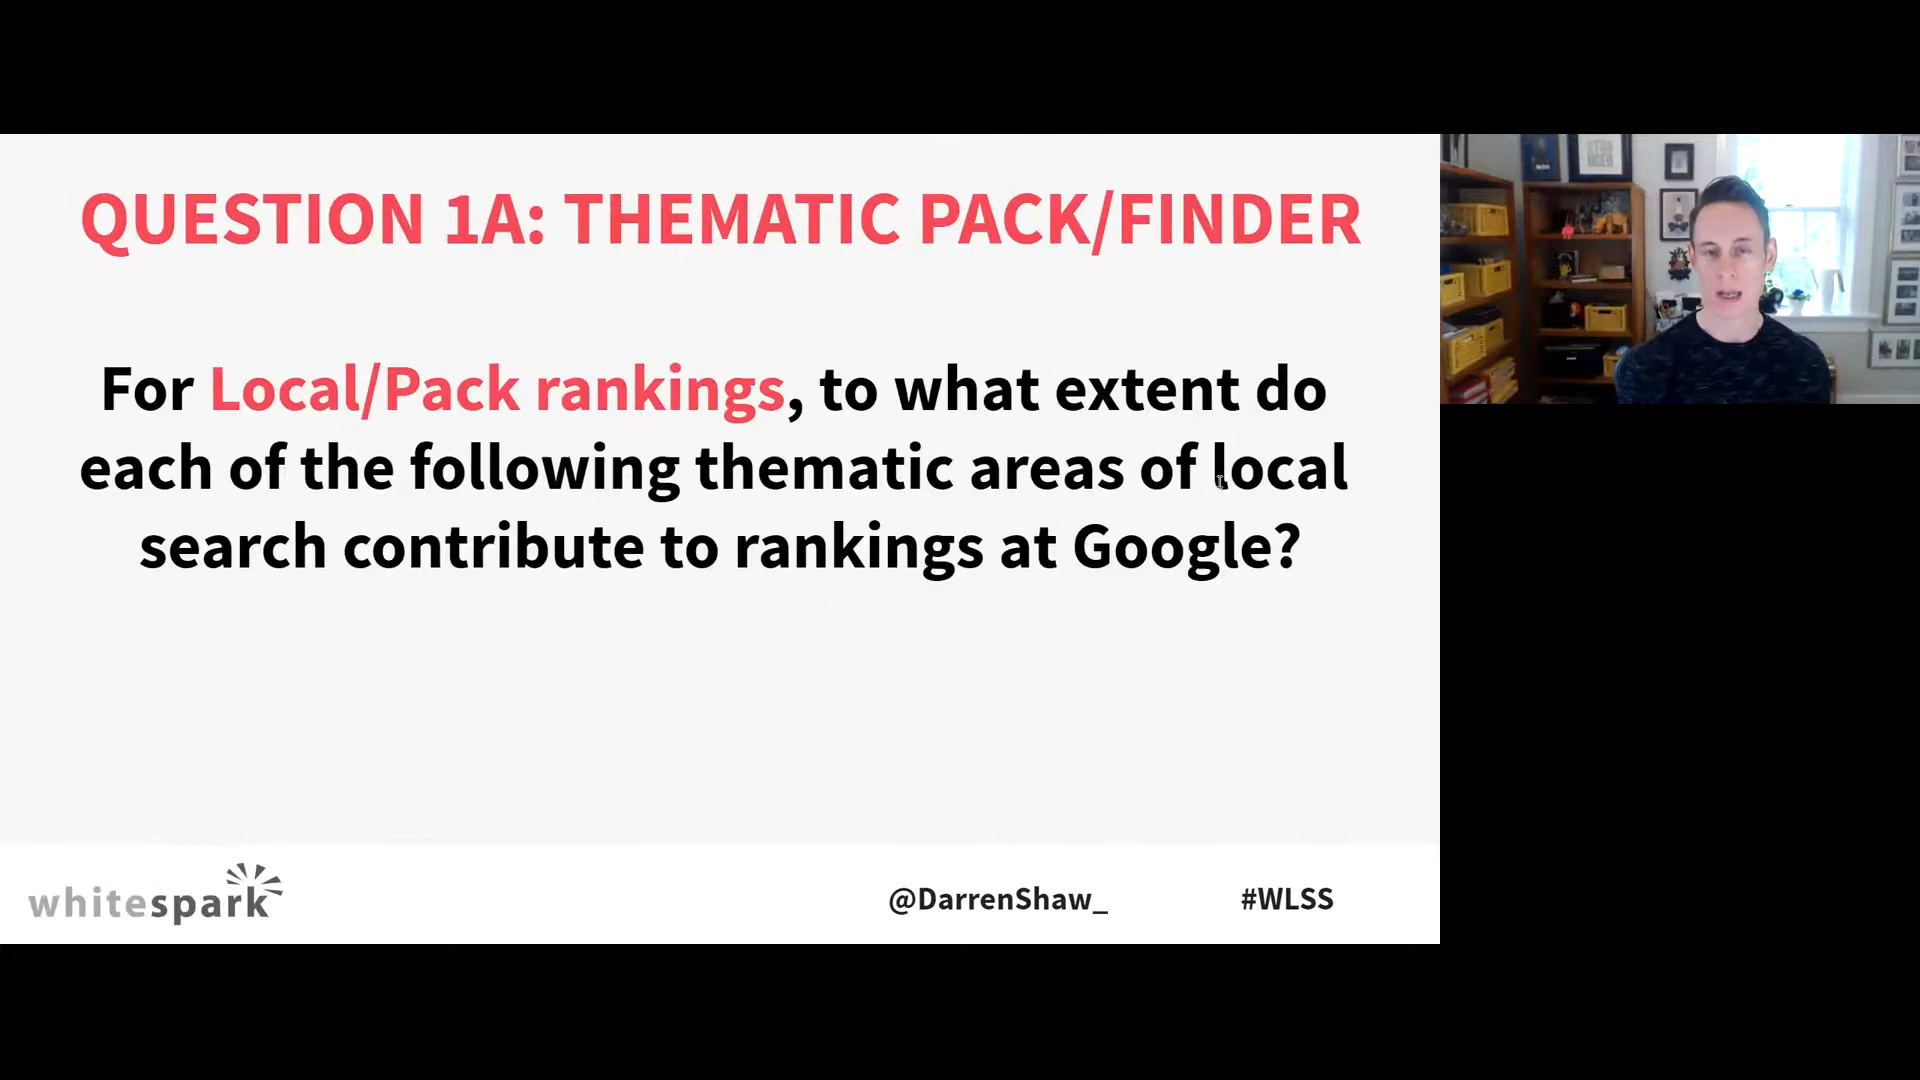 QUESTION 1A: THEMATIC PACK/FINDER
For Local/Pack rankings, to what extent do
each of the following thematic areas of local
search contribute to rankings at Google?
whitespark
@DarrenShaw_
#WLSS